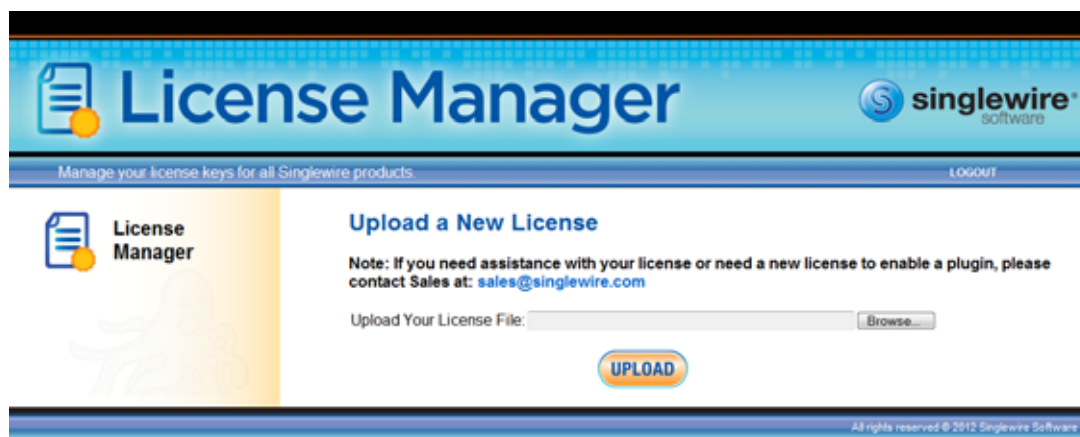 License Manager
singlewire
software
Manage your license keys for all Singlewire products.
LOGOUT
License
Manager
Upload a New License
Note: If you need assistance with your license or need a new license to enable a plugin, please
contact Sales at: sales@singlewire.com
Upload Your License File:
Browse...
UPLOAD
All rights reserved © 2012 Singlewire Software